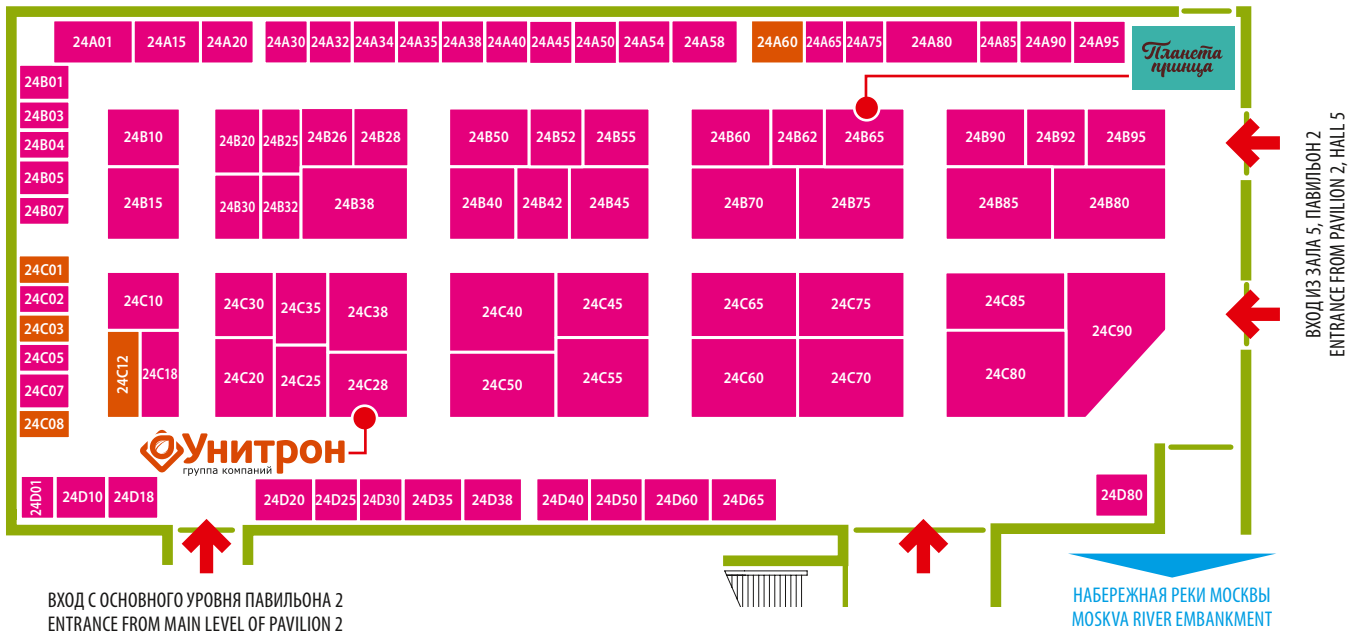 24A01 24A15 24A20 24A30 24A32 24A34 24A35 24A38 24A40 24A45 24A50 24A54 24A58 24A60 24A65 24A75 24A80 24A85 24A90 24A95
Планета
принца
24B01
24B03
24B04
24B05
24B07
24B10 24B20 24B25 24B26 24B28 24B50 24B52 24B55 24B60 24B62 24B65 24B90 24B92 24B95
24B15 24B30 24B32 24B38 24B40 24B42 24B45 24B70 24B75 24B85 24B80
ВХОД ИЗ ЗАЛА 5, ПАВИЛЬОН 2
ENTRANCE FROM PAVILION 2, HALL 5
24C01
24C02
24C03
24C05
24C07
24C08
24C10 24C30 24C35 24C38 24C40 24C45 24C65 24C75 24C85 24C90
24C12 24C18 24C20 24C25 24C28 24C50 24C55 24C60 24C70 24C80
Унитрон
группа компаний
24D01 24D10 24D18 24D20 24D25 24D30 24D35 24D38 24D40 24D50 24D60 24D65 24D80
ВХОД С ОСНОВНОГО УРОВНЯ ПАВИЛЬОНА 2
ENTRANCE FROM MAIN LEVEL OF PAVILION 2
НАБЕРЕЖНАЯ РЕКИ МОСКВЫ
MOSKVA RIVER EMBANKMENT